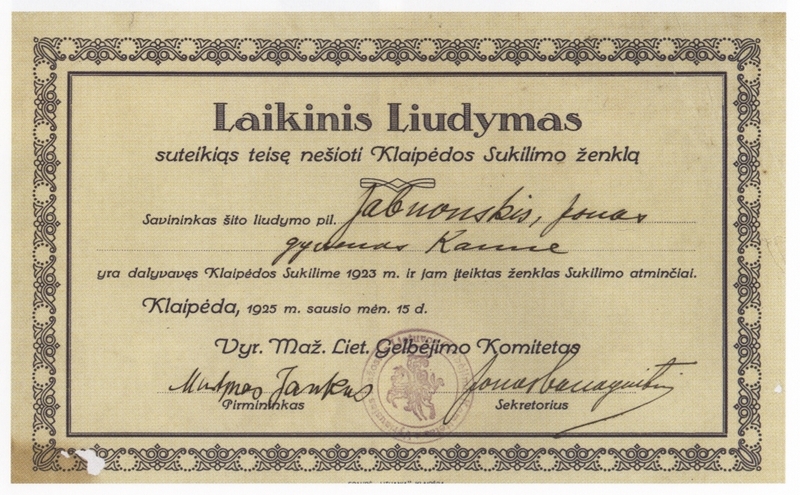 Laikinis Liudymas
suteikiąs teisę nešioti Klaipėdos Sukilimo ženklą
Savininkas šito liudymo pil. Jablonskis, Jonas
gyvenąs Kaune
yra dalyvavęs Klaipėdos Sukilime 1923 m. ir jam įteiktas ženklas Sukilimo atminčiai.
Klaipėda, 1925 m. sausio mėn. 15 d.
Vyr. Maž. Liet. Gelbėjimo Komitetas
Martynas Jankus
Pirmininkas Sekretorius